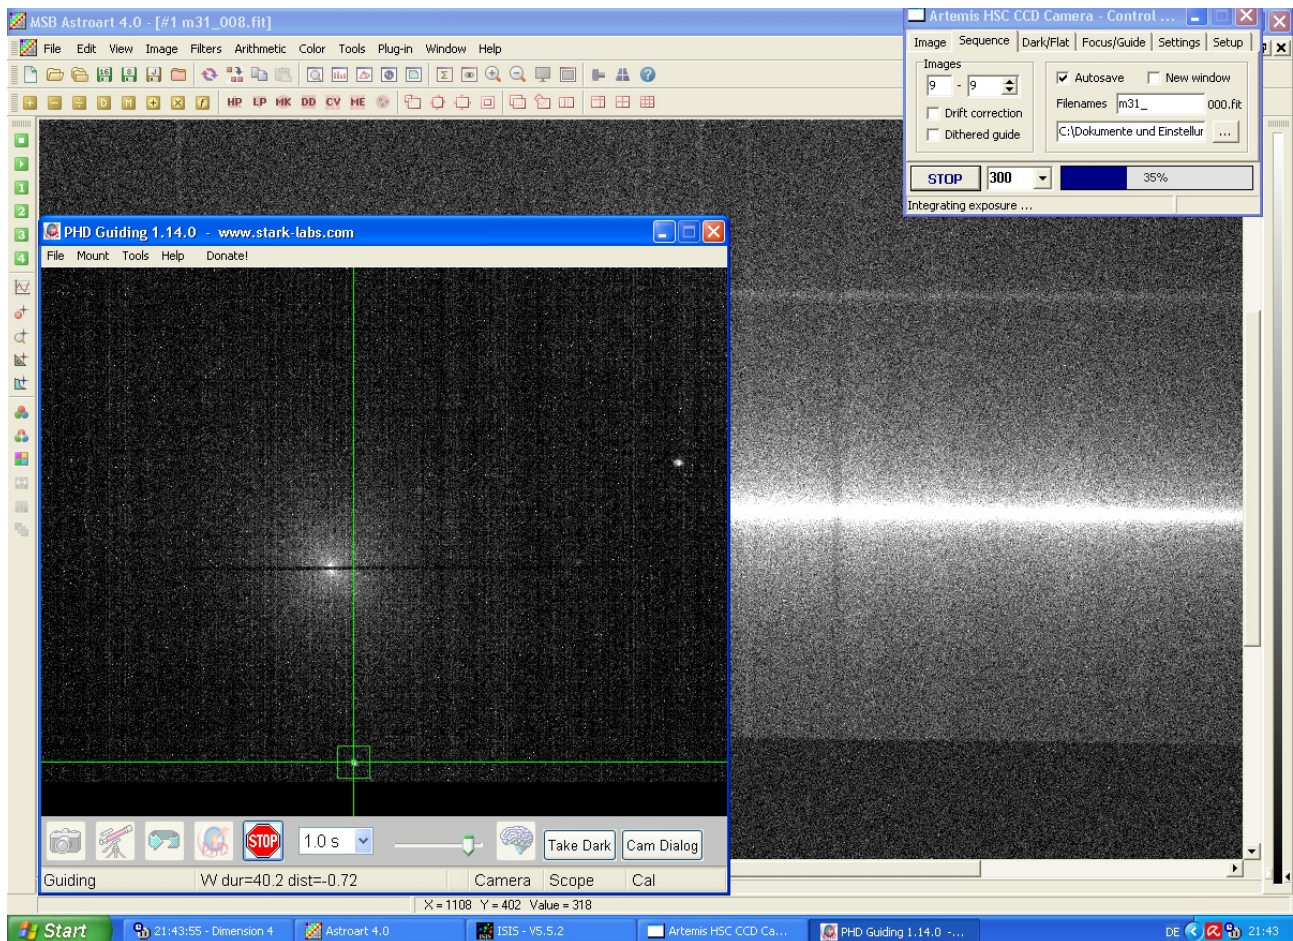 MSB Astroart 4.0 - [#1 m31_008.fit]
File Edit View Image Filters Arithmetic Color Tools Plug-in Window Help
HP LP MK DD CV ME
Artemis HSC CCD Camera - Control ...
Image Sequence Dark/Flat Focus/Guide Settings Setup
Images
9 - 9
Drift correction
Dithered guide
Autosave New window
Filenames m31_ 000.fit
C:\Dokumente und Einstellur ...
STOP 300 35%
Integrating exposure ...
1
2
3
4
PHD Guiding 1.14.0 - www.stark-labs.com
File Mount Tools Help Donate!
STOP 1.0 s Take Dark Cam Dialog
Guiding W dur=40.2 dist=-0.72 Camera Scope Cal
X = 1108 Y = 402 Value = 318
Start 21:43:55 - Dimension 4 Astroart 4.0 ISIS - V5.5.2 Artemis HSC CCD Ca... PHD Guiding 1.14.0 -... DE 21:43